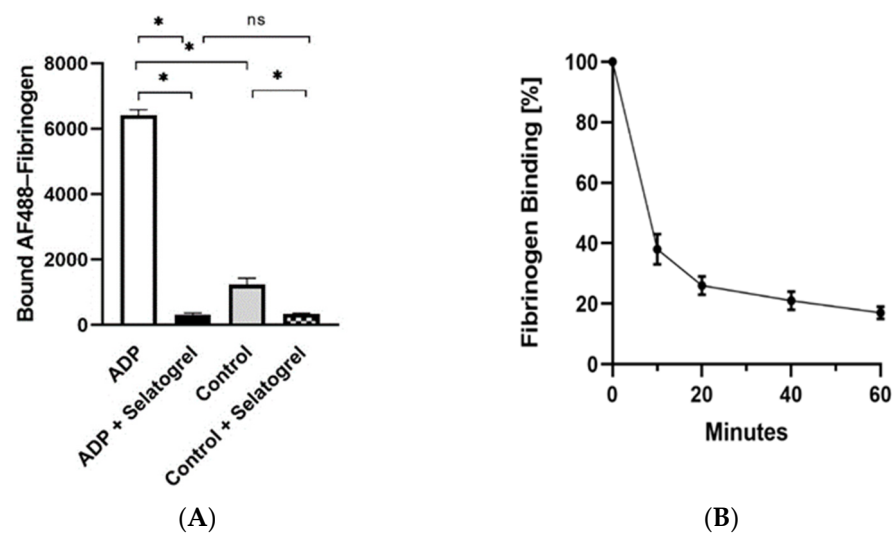 *
ns
*
*
*
8000
6000
4000
2000
0
Bound AF488–Fibrinogen
ADP
ADP + Selatogrel
Control
Control + Selatogrel
(A)
100
80
60
40
20
0
Fibrinogen Binding [%]
0 20 40 60
Minutes
(B)